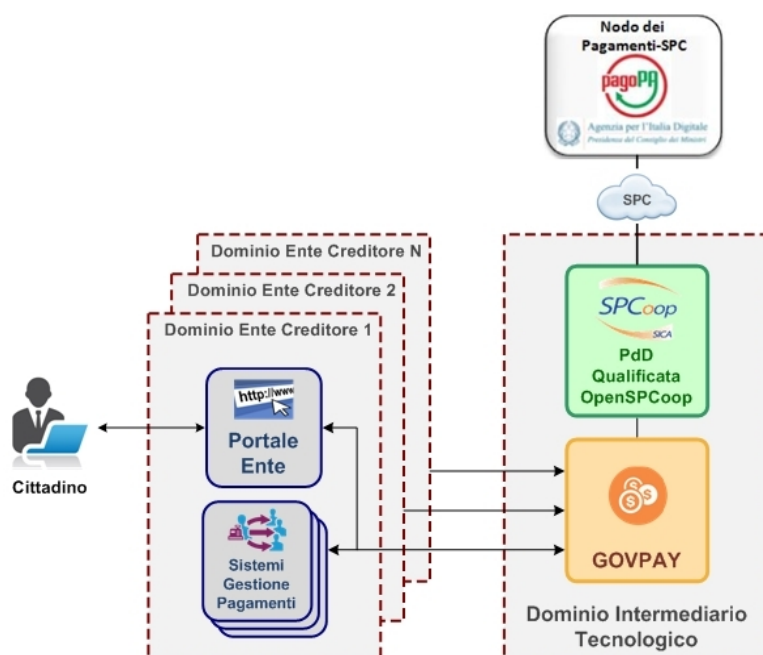 Nodo dei
Pagamenti-SPC
pagoPA
Agenzia per l'Italia Digitale
Presidenza del Consiglio dei Ministri
SPC
Dominio Ente Creditore N
Dominio Ente Creditore 2
Dominio Ente Creditore 1
SPCoop
SICA
PdD
Qualificata
OpenSPCoop
http://www
Portale
Ente
Cittadino
Sistemi
Gestione
Pagamenti
GOVPAY
Dominio Intermediario
Tecnologico